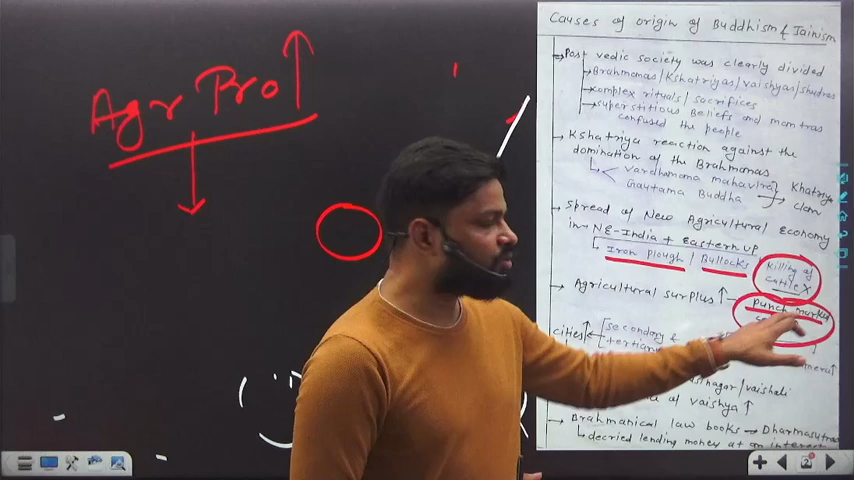 Agr Pro ↑
Causes of origin of Buddhism & Jainism
→ Post vedic society was clearly divided
→ Brahmanas/Kshatriyas/vaishyas/shudras
→ complex rituals/sacrifices
→ superstitious Beliefs and mantras
confused the people
→ Kshatriya reaction against the
domination of the Brahmanas
vardhmana mahavira
Gautama Buddha
Khatriya
clan
→ Spread of New Agricultural Economy
in → NE-India + Eastern up
Iron Plough / Bullocks
Killing of
cattle X
→ Agricultural surplus ↑ →
Punch marked
cities ↑ ← [secondary &
tertiary
nagar/vaishali
of vaishya ↑
→ Brahmanical law books → Dharmasutras
decried lending money at an interest
2